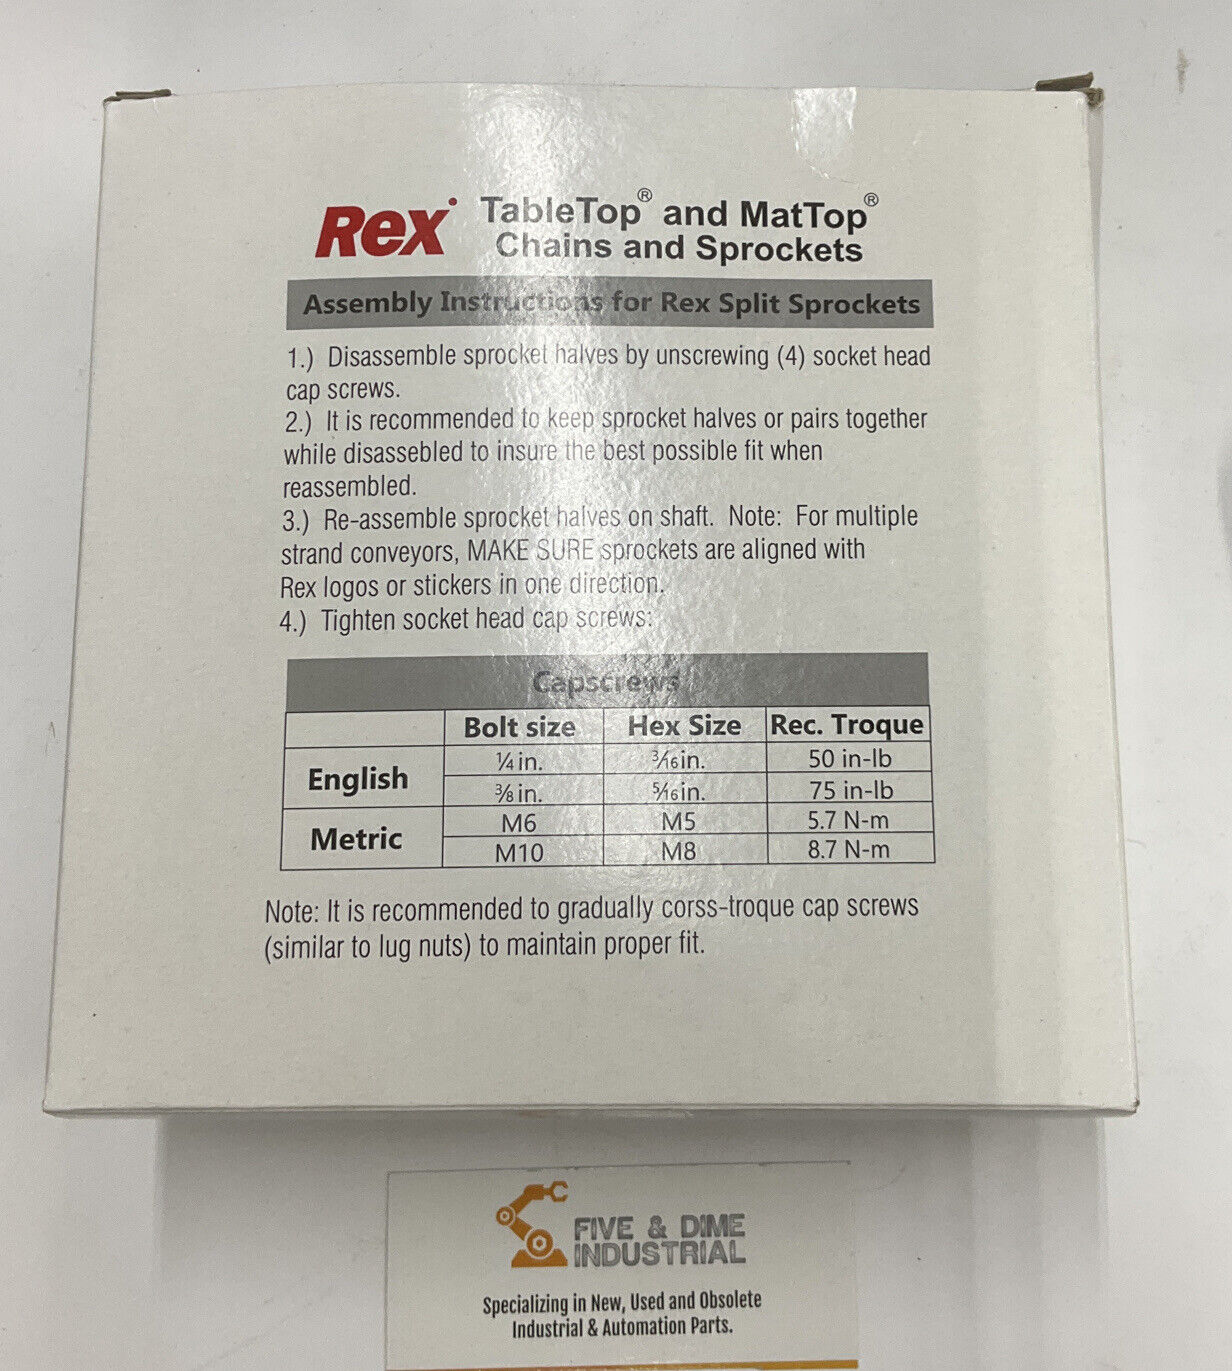 Rex TableTop® and MatTop®
Chains and Sprockets
Assembly Instructions for Rex Split Sprockets
1.) Disassemble sprocket halves by unscrewing (4) socket head
cap screws.
2.) It is recommended to keep sprocket halves or pairs together
while disassebled to insure the best possible fit when
reassembled.
3.) Re-assemble sprocket halves on shaft. Note: For multiple
strand conveyors, MAKE SURE sprockets are aligned with
Rex logos or stickers in one direction.
4.) Tighten socket head cap screws:
Capscrews
Bolt size Hex Size Rec. Troque
English
¼ in. 3⁄16 in. 50 in-lb
⅜ in. 5⁄16 in. 75 in-lb
Metric
M6 M5 5.7 N-m
M10 M8 8.7 N-m
Note: It is recommended to gradually corss-troque cap screws
(similar to lug nuts) to maintain proper fit.
FIVE & DIME
INDUSTRIAL
Specializing in New, Used and Obsolete
Industrial & Automation Parts.